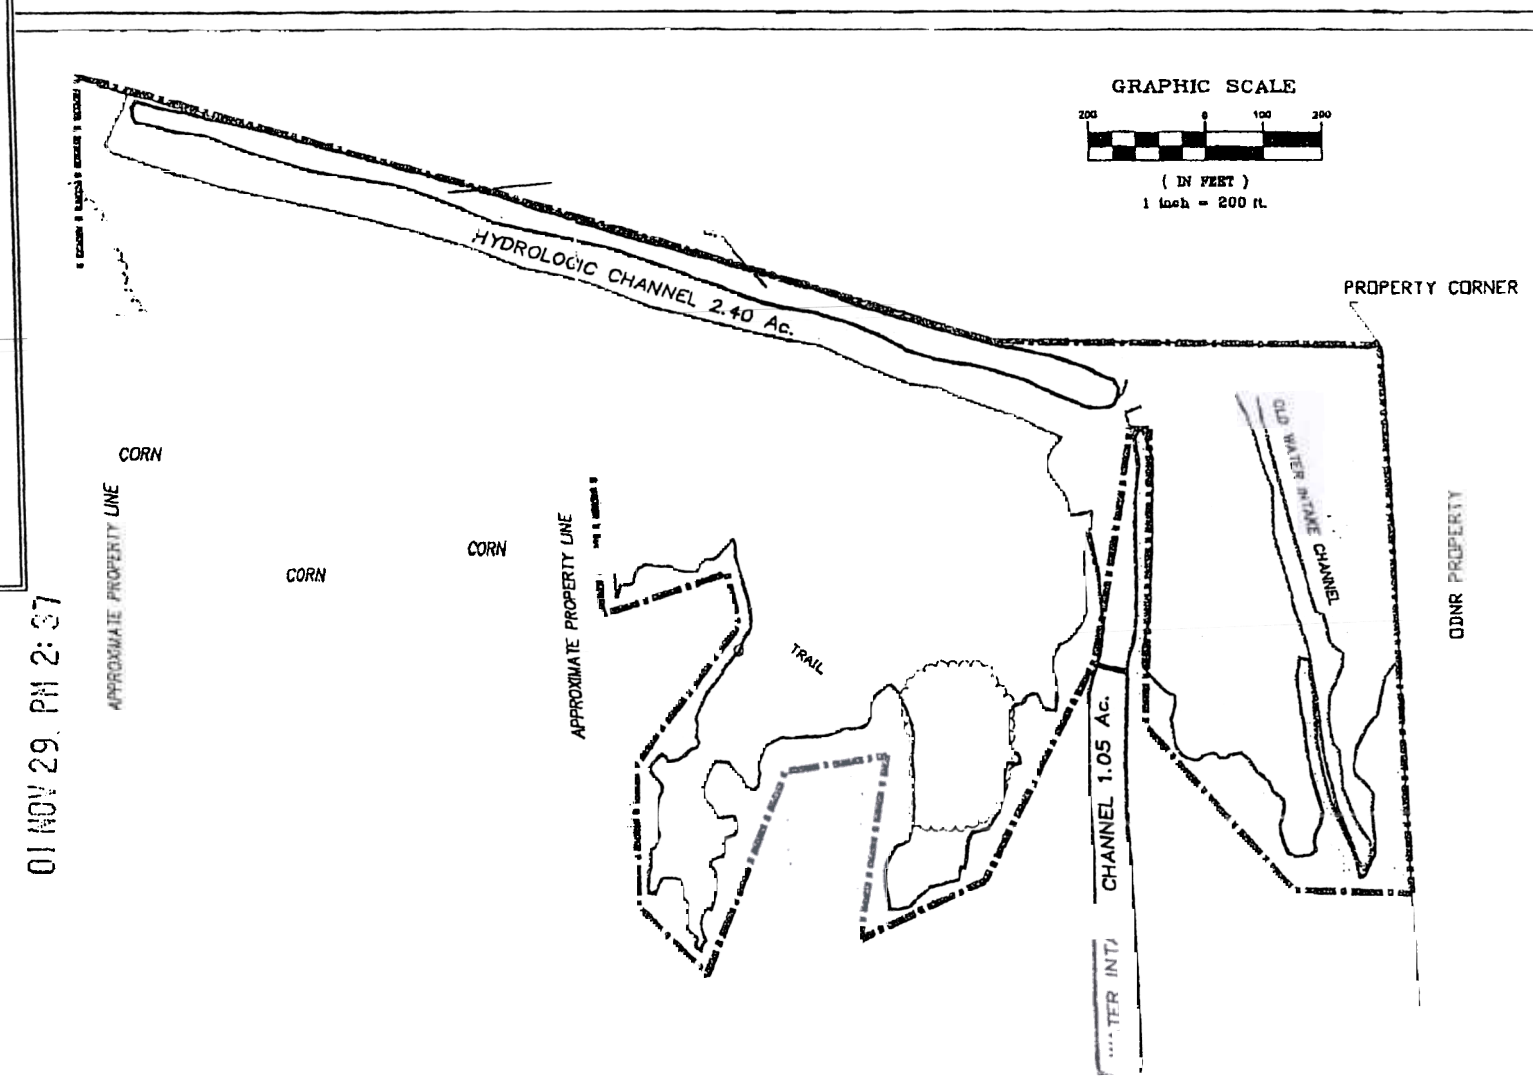 GRAPHIC SCALE
200 0 100 200
( IN FEET )
1 inch = 200 ft.
PROPERTY CORNER
HYDROLOGIC CHANNEL 2.40 Ac.
CORN
CORN
CORN
APPROXIMATE PROPERTY LINE
APPROXIMATE PROPERTY LINE
TRAIL
OLD WATER INTAKE CHANNEL
ODNR PROPERTY
CHANNEL 1.05 Ac.
01 NOV 29. PM 2:37